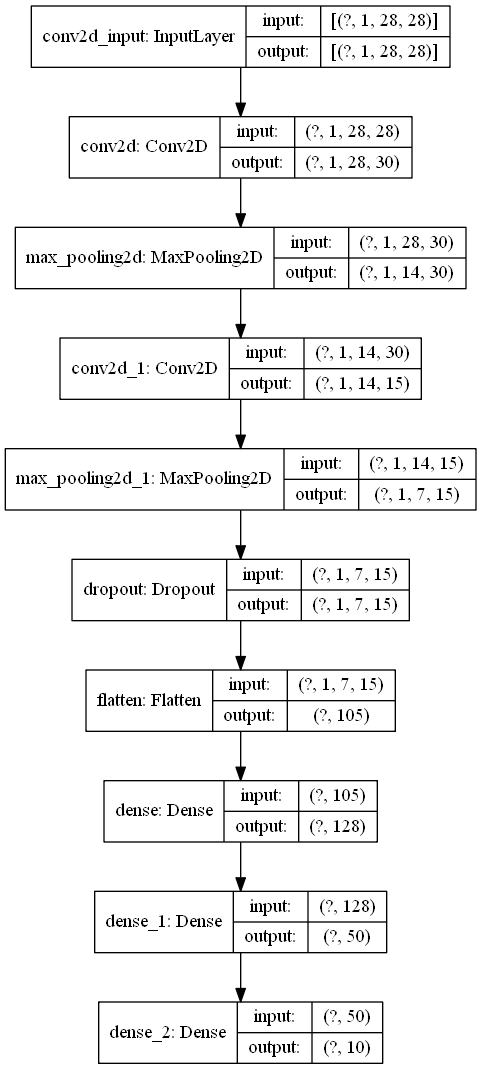 conv2d_input: InputLayer input: [(?, 1, 28, 28)]
output: [(?, 1, 28, 28)]
conv2d: Conv2D input: (?, 1, 28, 28)
output: (?, 1, 28, 30)
max_pooling2d: MaxPooling2D input: (?, 1, 28, 30)
output: (?, 1, 14, 30)
conv2d_1: Conv2D input: (?, 1, 14, 30)
output: (?, 1, 14, 15)
max_pooling2d_1: MaxPooling2D input: (?, 1, 14, 15)
output: (?, 1, 7, 15)
dropout: Dropout input: (?, 1, 7, 15)
output: (?, 1, 7, 15)
flatten: Flatten input: (?, 1, 7, 15)
output: (?, 105)
dense: Dense input: (?, 105)
output: (?, 128)
dense_1: Dense input: (?, 128)
output: (?, 50)
dense_2: Dense input: (?, 50)
output: (?, 10)